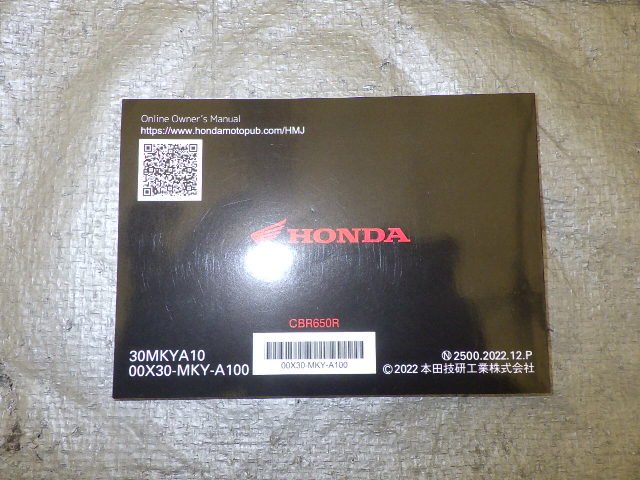 Online Owner's Manual
https://www.hondamotopub.com/HMJ
HONDA
CBR650R
00X30-MKY-A100
30MKYA10
00X30-MKY-A100
Ⓝ2500.2022.12.P
©2022 本田技研工業株式会社